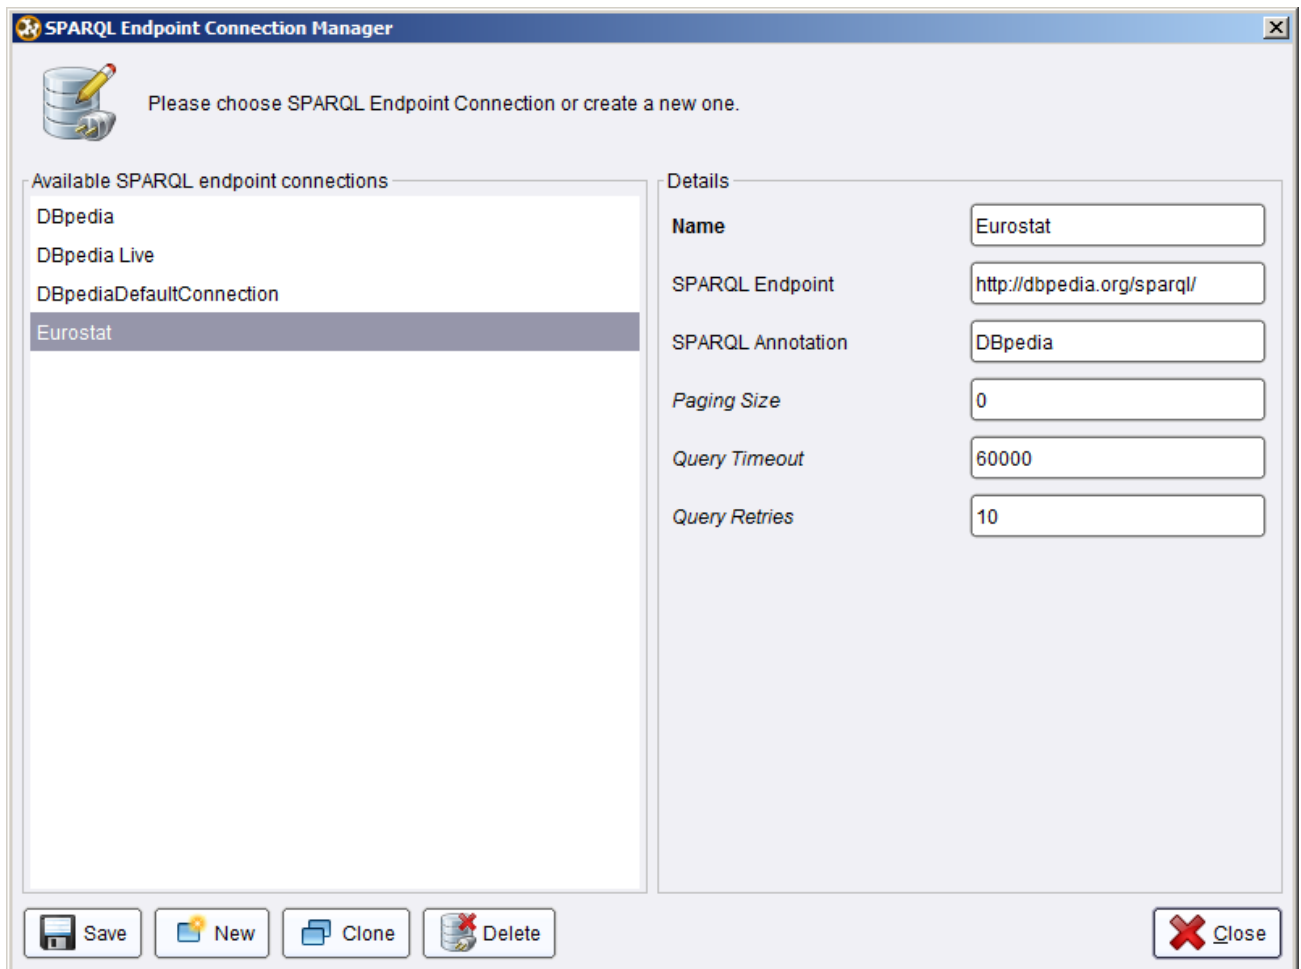 SPARQL Endpoint Connection Manager
Please choose SPARQL Endpoint Connection or create a new one.
Available SPARQL endpoint connections
DBpedia
DBpedia Live
DBpediaDefaultConnection
Eurostat
Details
Name Eurostat
SPARQL Endpoint http://dbpedia.org/sparql/
SPARQL Annotation DBpedia
Paging Size 0
Query Timeout 60000
Query Retries 10
Save New Clone Delete Close